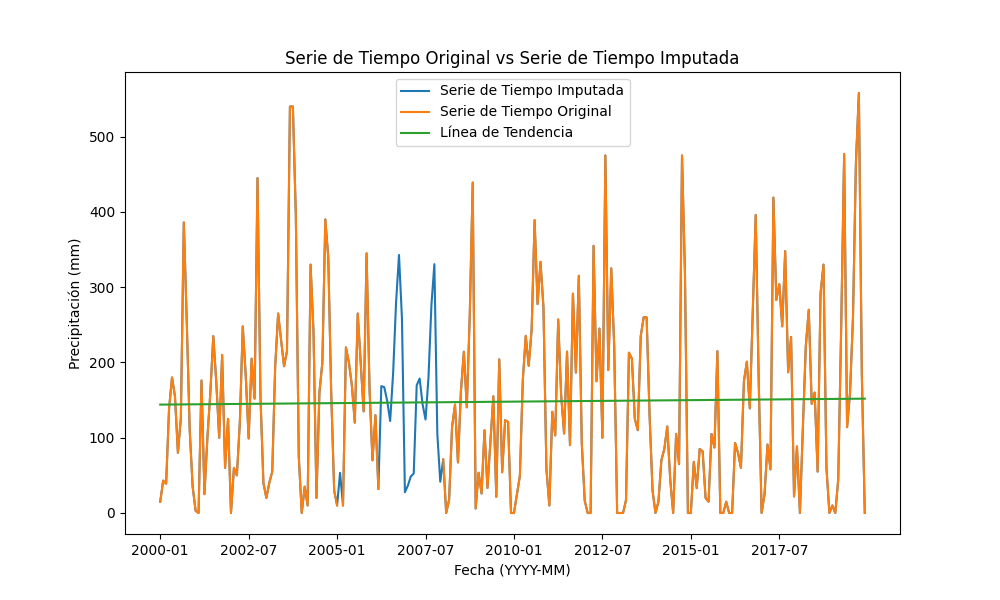 Serie de Tiempo Original vs Serie de Tiempo Imputada
Serie de Tiempo Imputada
Serie de Tiempo Original
Línea de Tendencia
Precipitación (mm)
500
400
300
200
100
0
2000-01 2002-07 2005-01 2007-07 2010-01 2012-07 2015-01 2017-07
Fecha (YYYY-MM)